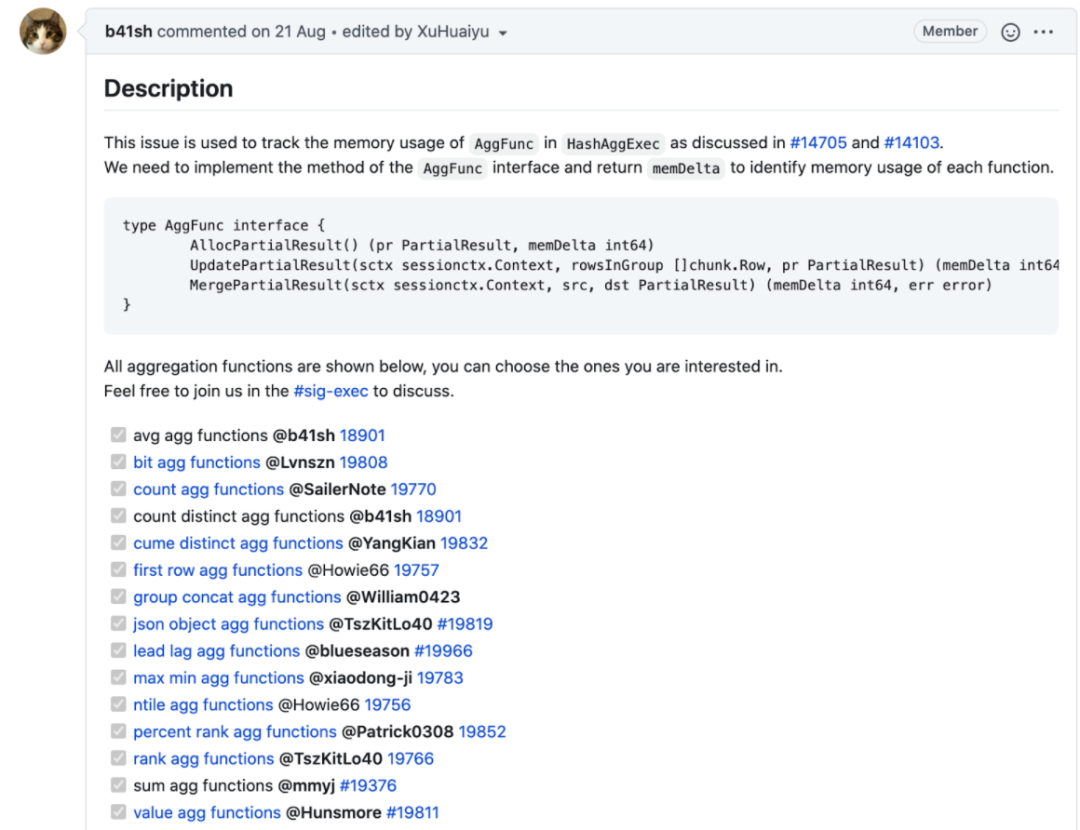 b41sh commented on 21 Aug • edited by XuHuaiyu
Member
Description
This issue is used to track the memory usage of AggFunc in HashAggExec as discussed in #14705 and #14103.
We need to implement the method of the AggFunc interface and return memDelta to identify memory usage of each function.
type AggFunc interface {
AllocPartialResult() (pr PartialResult, memDelta int64)
UpdatePartialResult(sctx sessionctx.Context, rowsInGroup []chunk.Row, pr PartialResult) (memDelta int64
MergePartialResult(sctx sessionctx.Context, src, dst PartialResult) (memDelta int64, err error)
}
All aggregation functions are shown below, you can choose the ones you are interested in.
Feel free to join us in the #sig-exec to discuss.
avg agg functions @b41sh 18901
bit agg functions @Lvnszn 19808
count agg functions @SailerNote 19770
count distinct agg functions @b41sh 18901
cume distinct agg functions @YangKian 19832
first row agg functions @Howie66 19757
group concat agg functions @William0423
json object agg functions @TszKitLo40 #19819
lead lag agg functions @blueseason #19966
max min agg functions @xiaodong-ji 19783
ntile agg functions @Howie66 19756
percent rank agg functions @Patrick0308 19852
rank agg functions @TszKitLo40 19766
sum agg functions @mmyj #19376
value agg functions @Hunsmore #19811